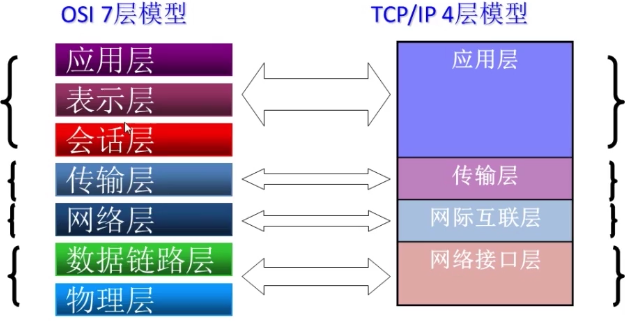 OSI 7层模型
TCP/IP 4层模型
应用层
表示层
会话层
传输层
网络层
数据链路层
物理层
应用层
传输层
网际互联层
网络接口层